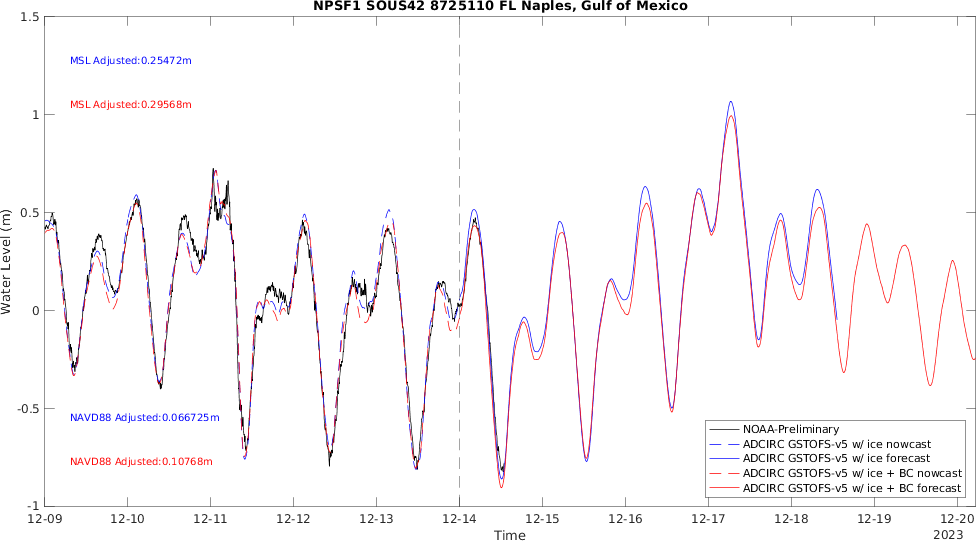 NPSF1 SOUS42 8725110 FL Naples, Gulf of Mexico
1.5
1
0.5
0
-0.5
-1
Water Level (m)
MSL Adjusted:0.25472m
MSL Adjusted:0.29568m
NAVD88 Adjusted:0.066725m
NAVD88 Adjusted:0.10768m
NOAA-Preliminary
ADCIRC GSTOFS-v5 w/ ice nowcast
ADCIRC GSTOFS-v5 w/ ice forecast
ADCIRC GSTOFS-v5 w/ ice + BC nowcast
ADCIRC GSTOFS-v5 w/ ice + BC forecast
12-09 12-10 12-11 12-12 12-13 12-14 12-15 12-16 12-17 12-18 12-19 12-20
Time
2023